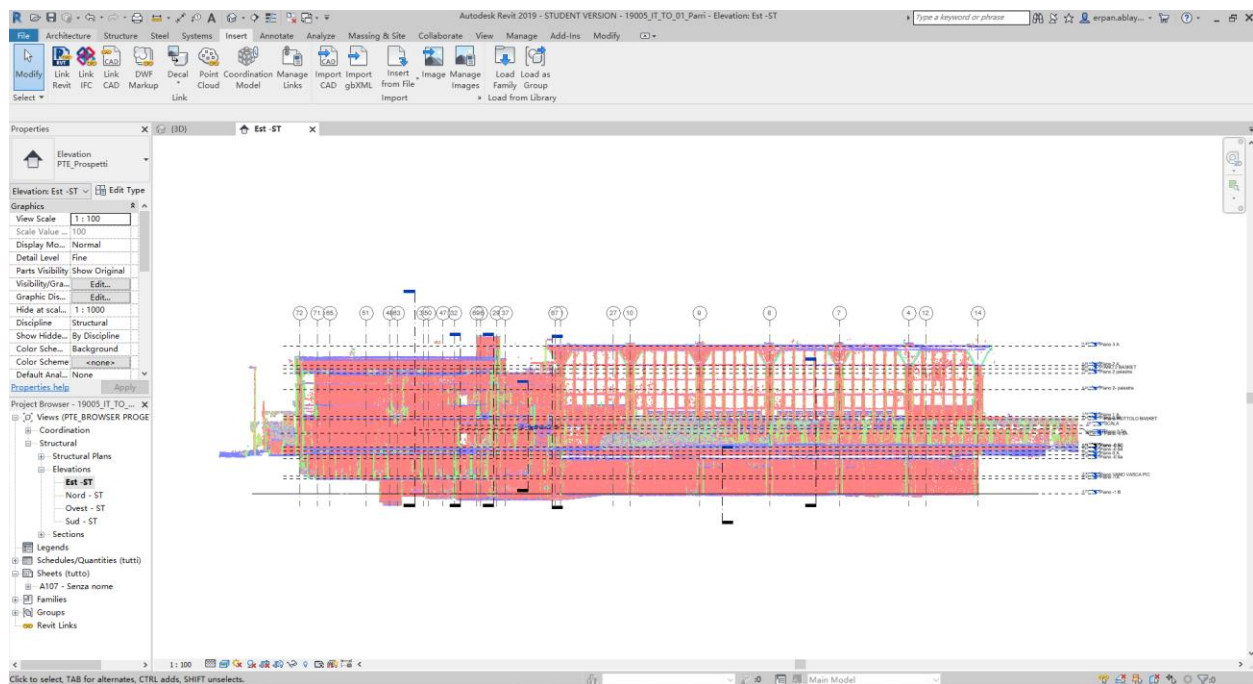 Autodesk Revit 2019 - STUDENT VERSION - 19005_IT_TO_01_Parri - Elevation: Est -ST
Type a keyword or phrase
erpan.ablay...
File Architecture Structure Steel Systems Insert Annotate Analyze Massing & Site Collaborate View Manage Add-Ins Modify
Modify
Link Revit
Link IFC
Link CAD
DWF Markup
Decal
Point Cloud
Coordination Model
Manage Links
Import CAD
Import gbXML
Insert from File
Image
Manage Images
Load Family
Load as Group
Select
Link
Import
Load from Library
Properties
{3D}
Est -ST
Elevation
PTE_Prospetti
Elevation: Est -ST
Edit Type
Graphics
View Scale 1 : 100
Scale Value ... 100
Display Mo... Normal
Detail Level Fine
Parts Visibility Show Original
Visibility/Gra... Edit...
Graphic Dis... Edit...
Hide at scal... 1 : 1000
Discipline Structural
Show Hidde... By Discipline
Color Sche... Background
Color Scheme <none>
Default Anal... None
Properties help
Apply
Project Browser - 19005_IT_TO_...
Views (PTE_BROWSER PROGE
Coordination
Structural
Structural Plans
Elevations
Est -ST
Nord - ST
Ovest - ST
Sud - ST
Sections
Legends
Schedules/Quantities (tutti)
Sheets (tutto)
A107 - Senza nome
Families
Groups
Revit Links
72 71 61 47 32 37 27 10 9 8 7 4 12 14
1 : 100
Click to select, TAB for alternates, CTRL adds, SHIFT unselects.
:0
Main Model
:0